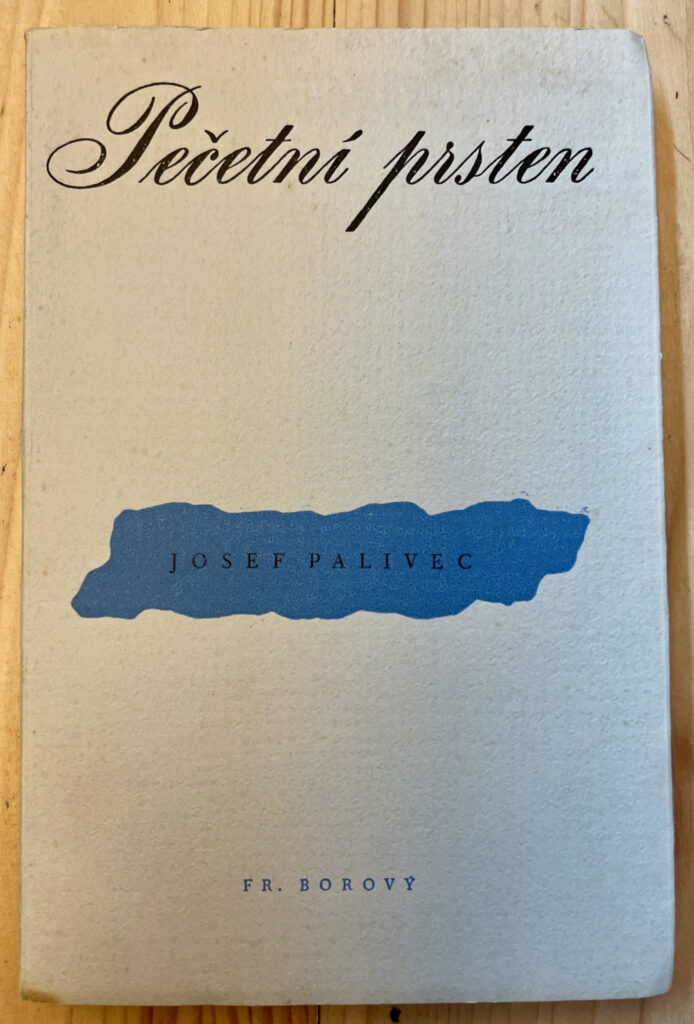 Pečetní prsten
JOSEF PALIVEC
FR. BOROVÝ